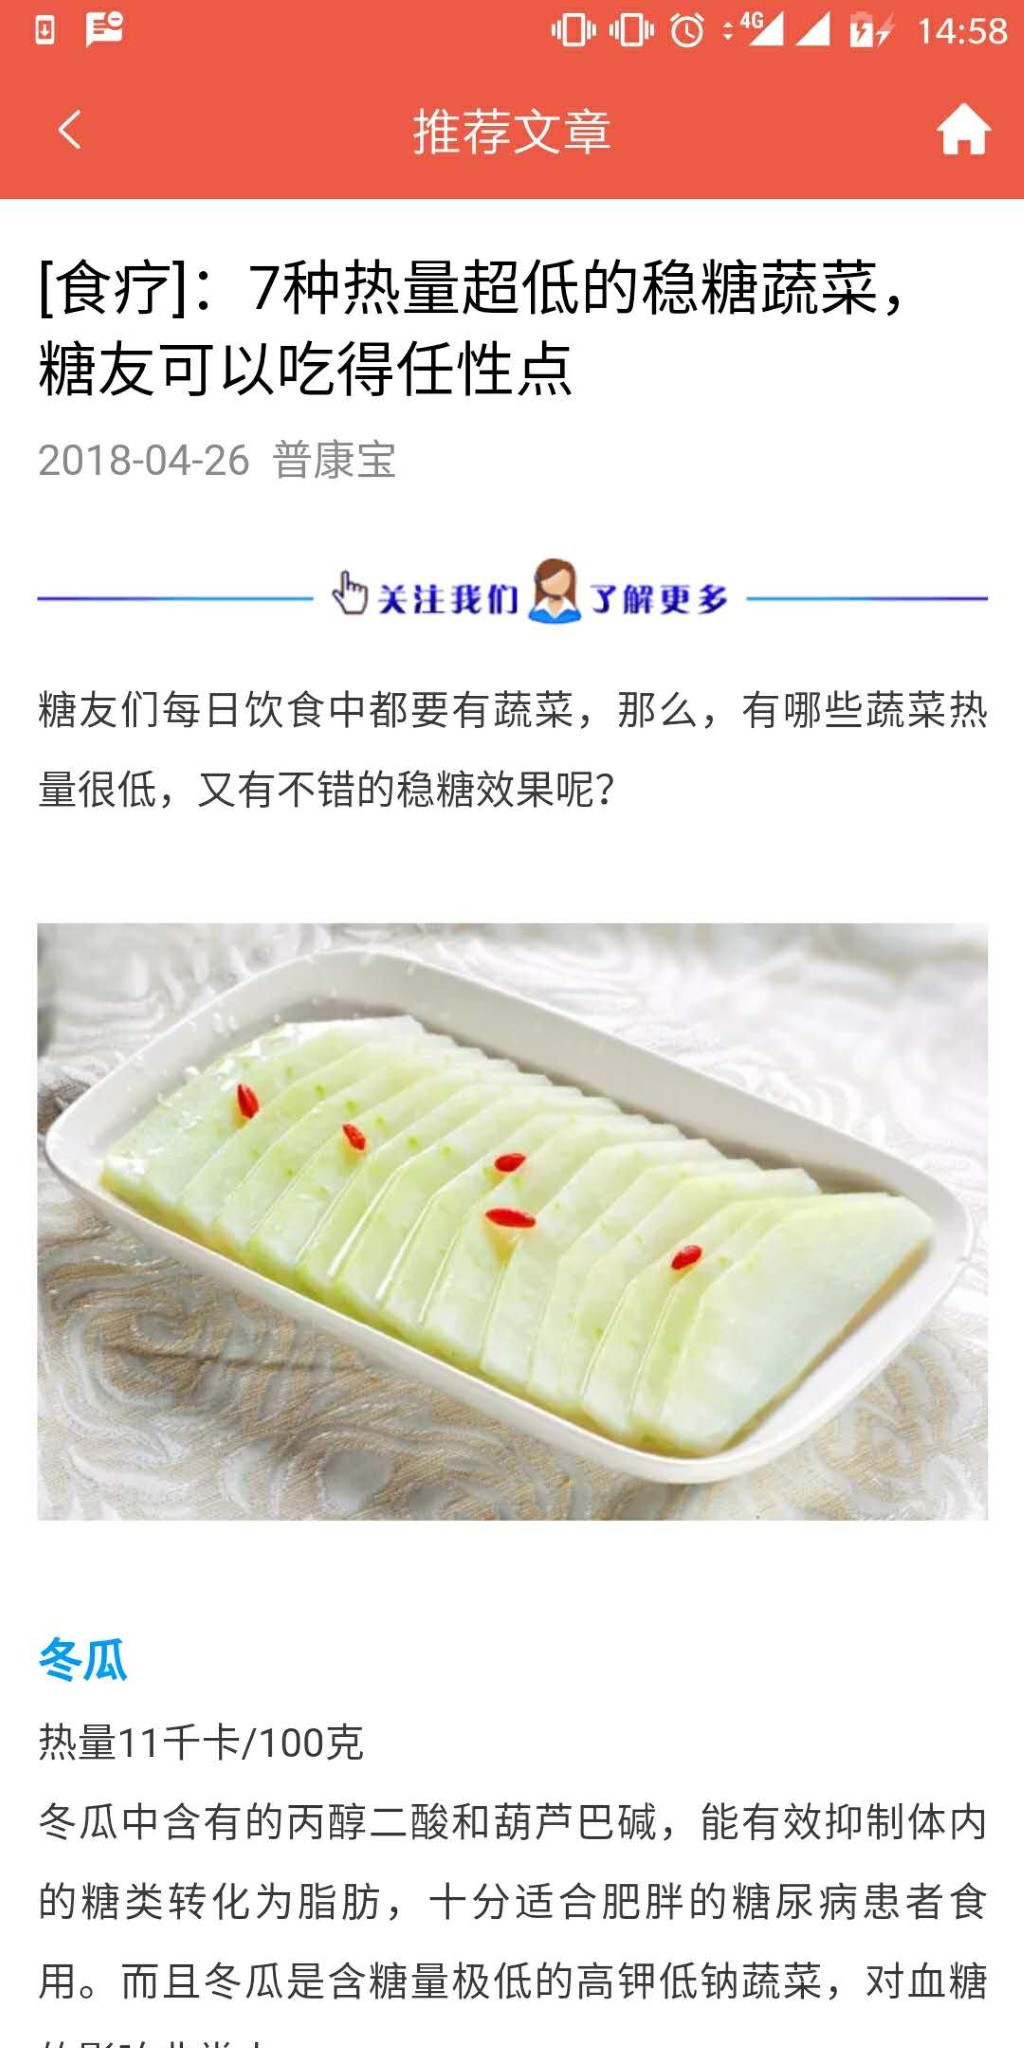 4G 14:58
推荐文章
[食疗]：7种热量超低的稳糖蔬菜，
糖友可以吃得任性点
2018-04-26 普康宝
关注我们 了解更多
糖友们每日饮食中都要有蔬菜，那么，有哪些蔬菜热
量很低，又有不错的稳糖效果呢？
冬瓜
热量11千卡/100克
冬瓜中含有的丙醇二酸和葫芦巴碱，能有效抑制体内
的糖类转化为脂肪，十分适合肥胖的糖尿病患者食
用。而且冬瓜是含糖量极低的高钾低钠蔬菜，对血糖